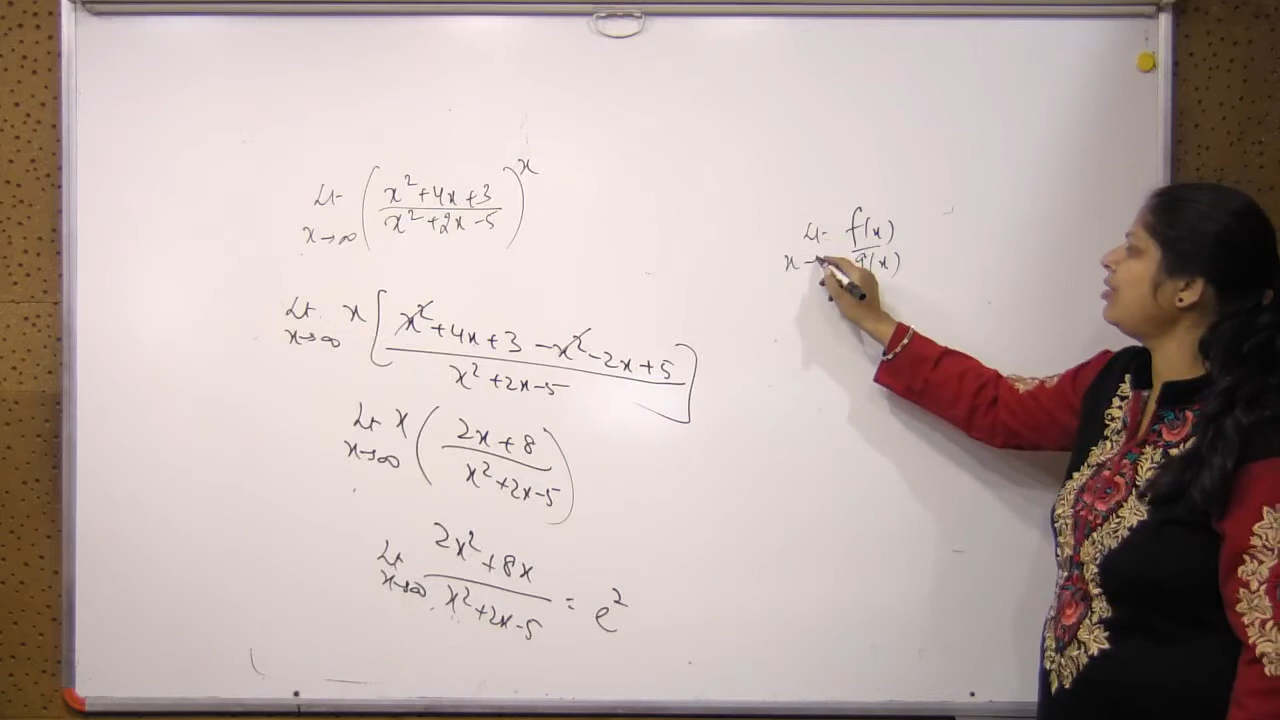 Lt x→∞ ( (x² + 4x + 3) / (x² + 2x - 5) )^x
Lt x→∞ x [ (x² + 4x + 3 - x² - 2x + 5) / (x² + 2x - 5) ]
Lt x→∞ x ( (2x + 8) / (x² + 2x - 5) )
Lt x→∞ (2x² + 8x) / (x² + 2x - 5) = e²
Lt x→ f(x) / g(x)